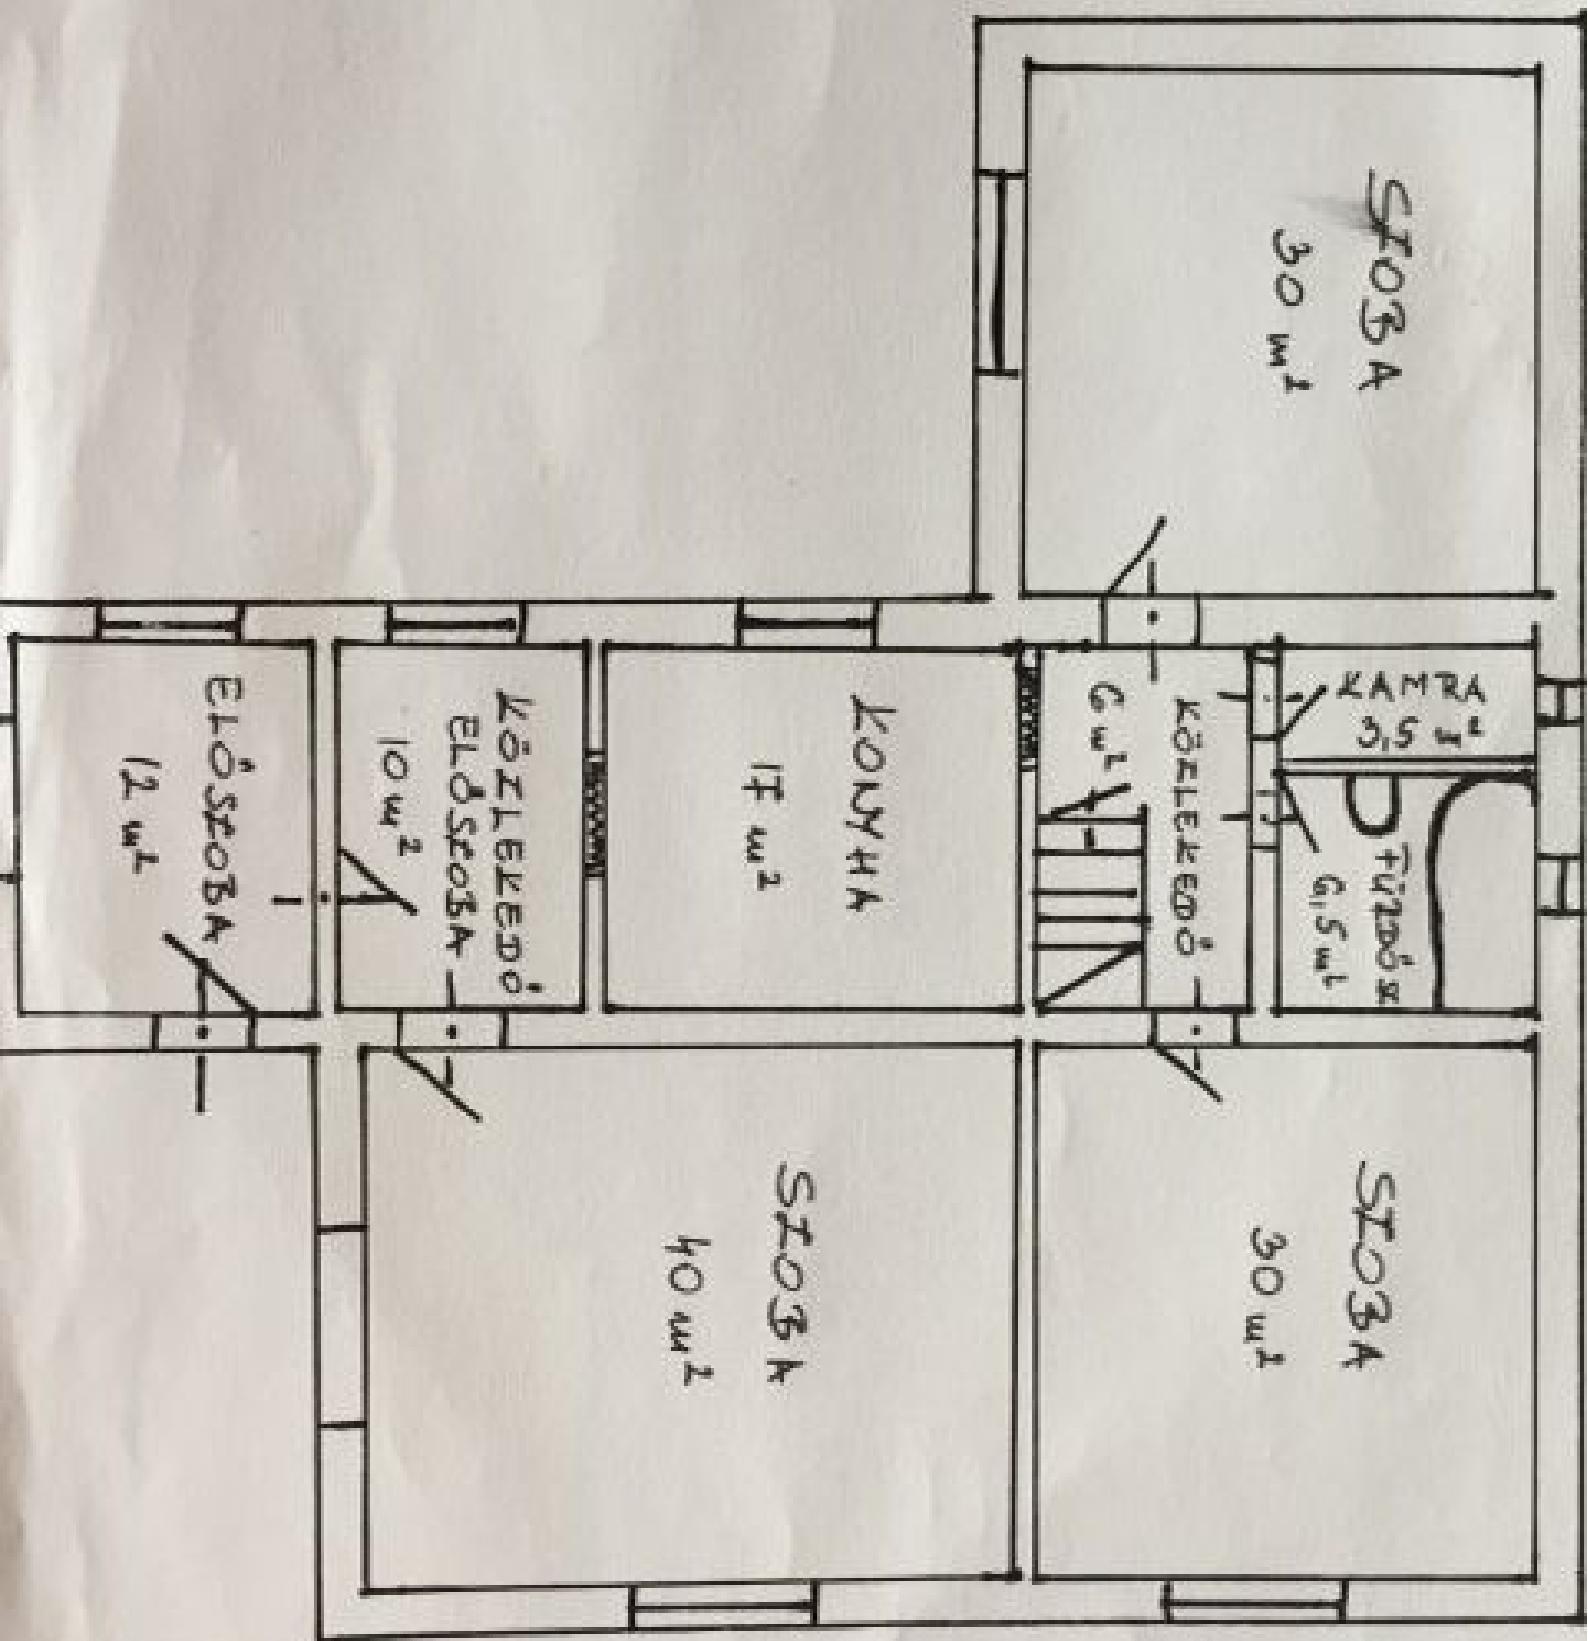 SZOBA
30 m²
KAMRA
3,5 m²
FÜRDŐSZ
6,5 m²
KÖZLEKEDŐ
6 m²
KONYHA
17 m²
KÖZLEKEDŐ
ELŐSZOBA
10 m²
ELŐSZOBA
12 m²
SZOBA
30 m²
SZOBA
40 m²